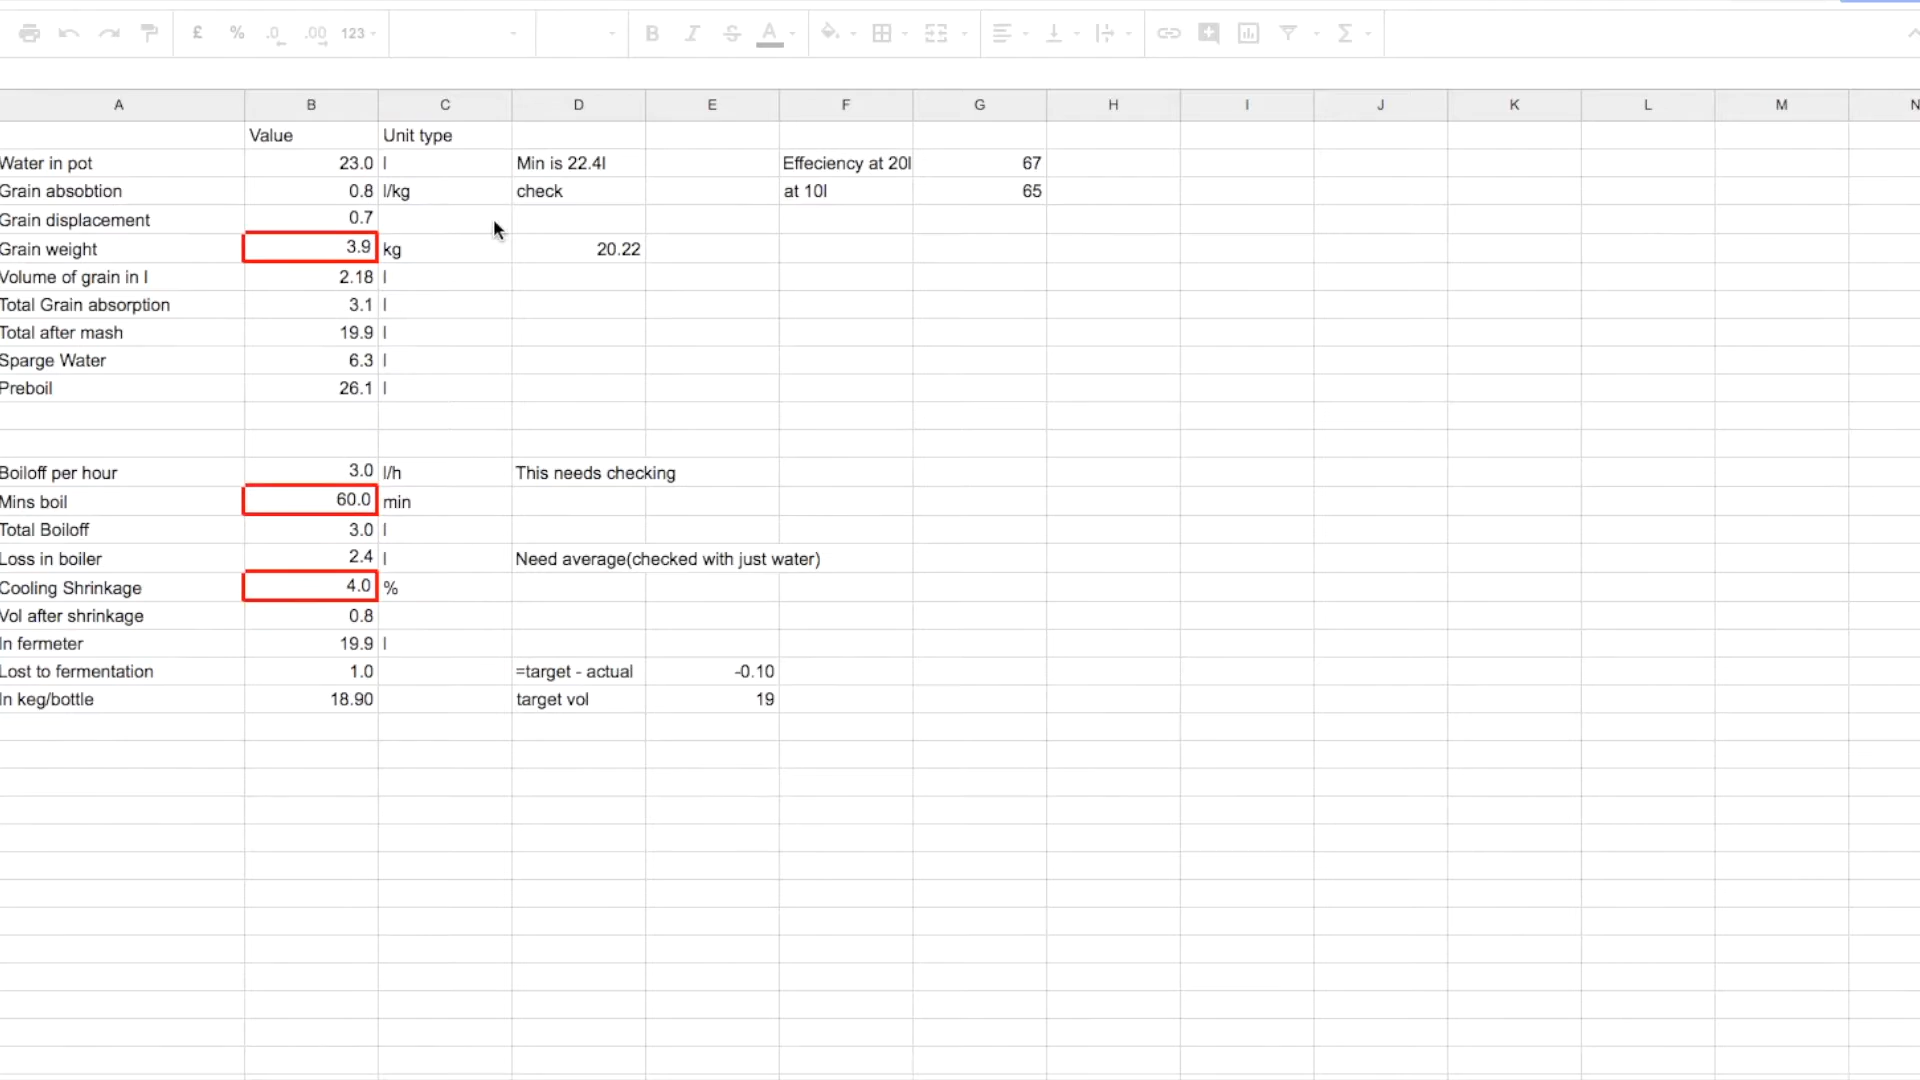 £ % .0 .00 123 B I S A Σ
A B C D E F G H I J K L M N
Value Unit type
Water in pot 23.0 l Min is 22.4l Effeciency at 20l 67
Grain absobtion 0.8 l/kg check at 10l 65
Grain displacement 0.7
Grain weight 3.9 kg 20.22
Volume of grain in l 2.18 l
Total Grain absorption 3.1 l
Total after mash 19.9 l
Sparge Water 6.3 l
Preboil 26.1 l
Boiloff per hour 3.0 l/h This needs checking
Mins boil 60.0 min
Total Boiloff 3.0 l
Loss in boiler 2.4 l Need average(checked with just water)
Cooling Shrinkage 4.0 %
Vol after shrinkage 0.8
In fermeter 19.9 l
Lost to fermentation 1.0 =target - actual -0.10
In keg/bottle 18.90 target vol 19